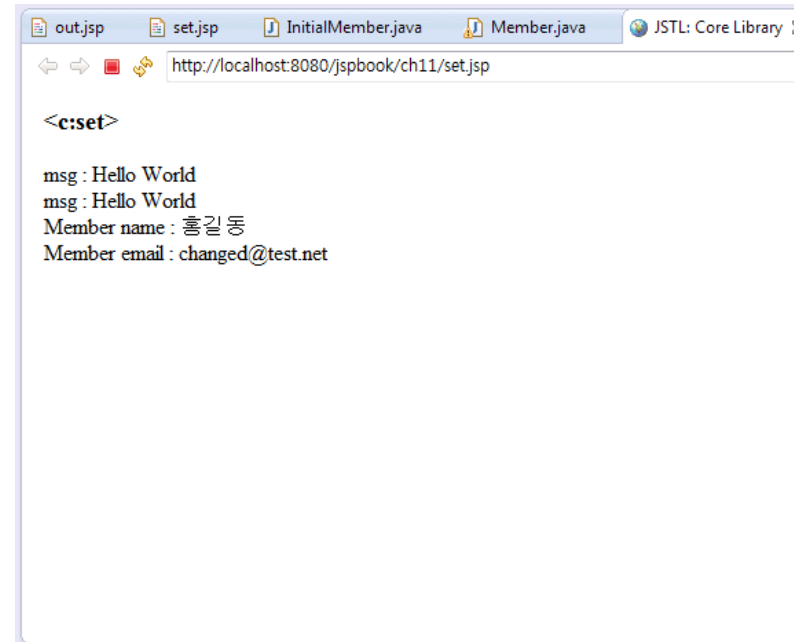 out.jsp set.jsp InitialMember.java Member.java JSTL: Core Library
http://localhost:8080/jspbook/ch11/set.jsp
<c:set>
msg : Hello World
msg : Hello World
Member name : 홍길동
Member email : changed@test.net